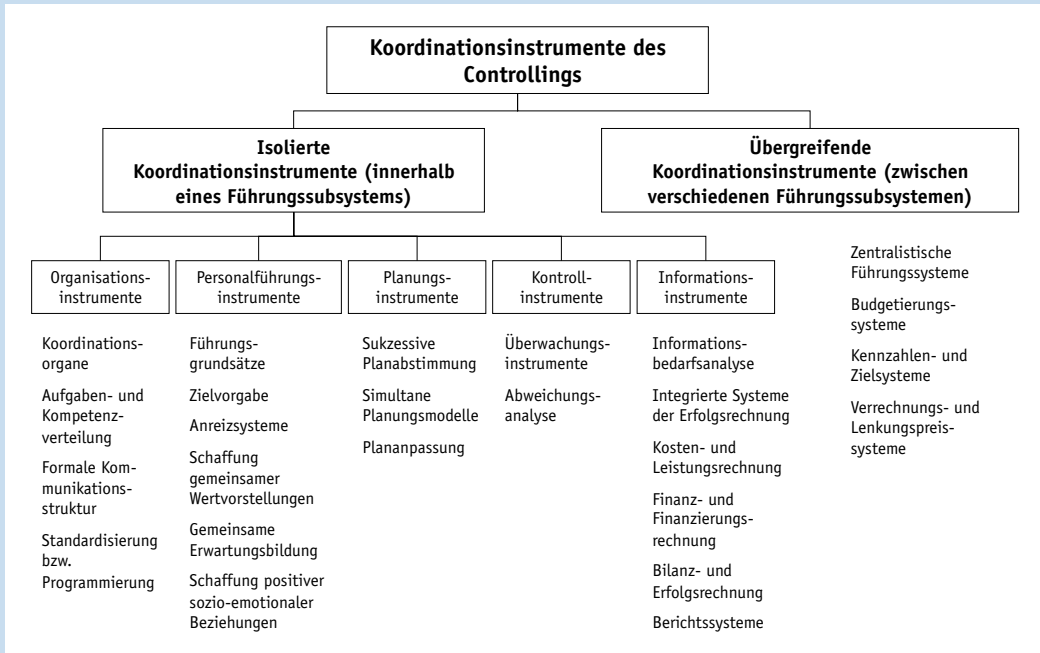 Koordinationsinstrumente des
Controllings
Isolierte
Koordinationsinstrumente (innerhalb
eines Führungssubsystems)
Übergreifende
Koordinationsinstrumente (zwischen
verschiedenen Führungssubsystemen)
Organisations-
instrumente
Koordinations-
organe
Aufgaben- und
Kompetenz-
verteilung
Formale Kom-
munikations-
struktur
Standardisierung
bzw.
Programmierung
Personalführungs-
instrumente
Führungs-
grundsätze
Zielvorgabe
Anreizsysteme
Schaffung
gemeinsamer
Wertvorstellungen
Gemeinsame
Erwartungsbildung
Schaffung positiver
sozio-emotionaler
Beziehungen
Planungs-
instrumente
Sukzessive
Planabstimmung
Simultane
Planungsmodelle
Plananpassung
Kontroll-
instrumente
Überwachungs-
instrumente
Abweichungs-
analyse
Informations-
instrumente
Informations-
bedarfsanalyse
Integrierte Systeme
der Erfolgsrechnung
Kosten- und
Leistungsrechnung
Finanz- und
Finanzierungs-
rechnung
Bilanz- und
Erfolgsrechnung
Berichtssysteme
Zentralistische
Führungssysteme
Budgetierungs-
systeme
Kennzahlen- und
Zielsysteme
Verrechnungs- und
Lenkungspreis-
systeme